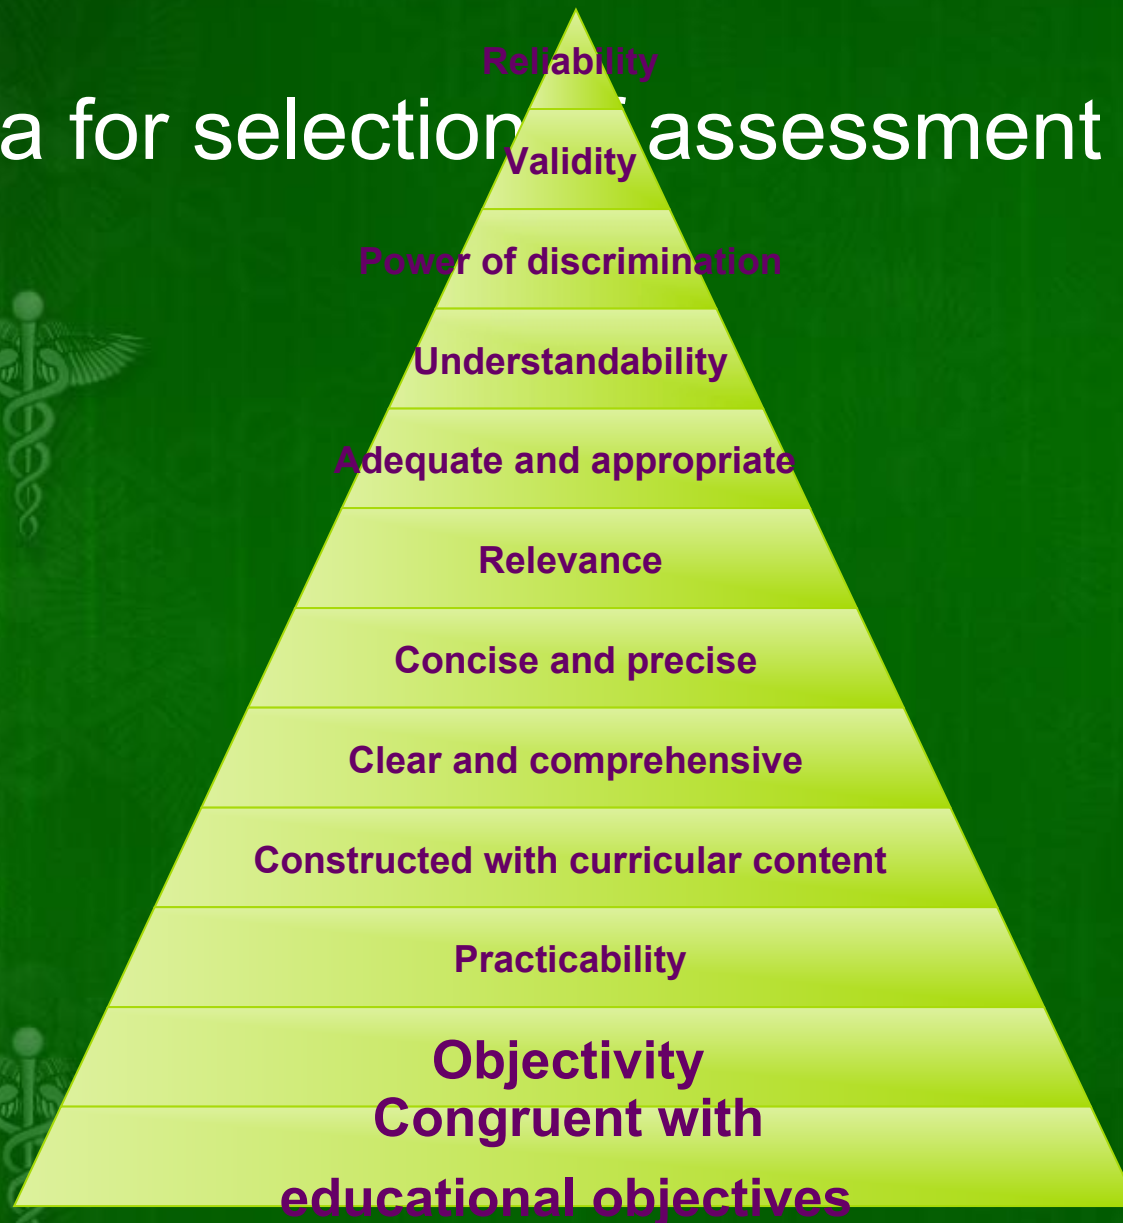 Reliability
a for selection assessment
Validity
Power of discrimination
Understandability
Adequate and appropriate
Relevance
Concise and precise
Clear and comprehensive
Constructed with curricular content
Practicability
Objectivity
Congruent with
educational objectives